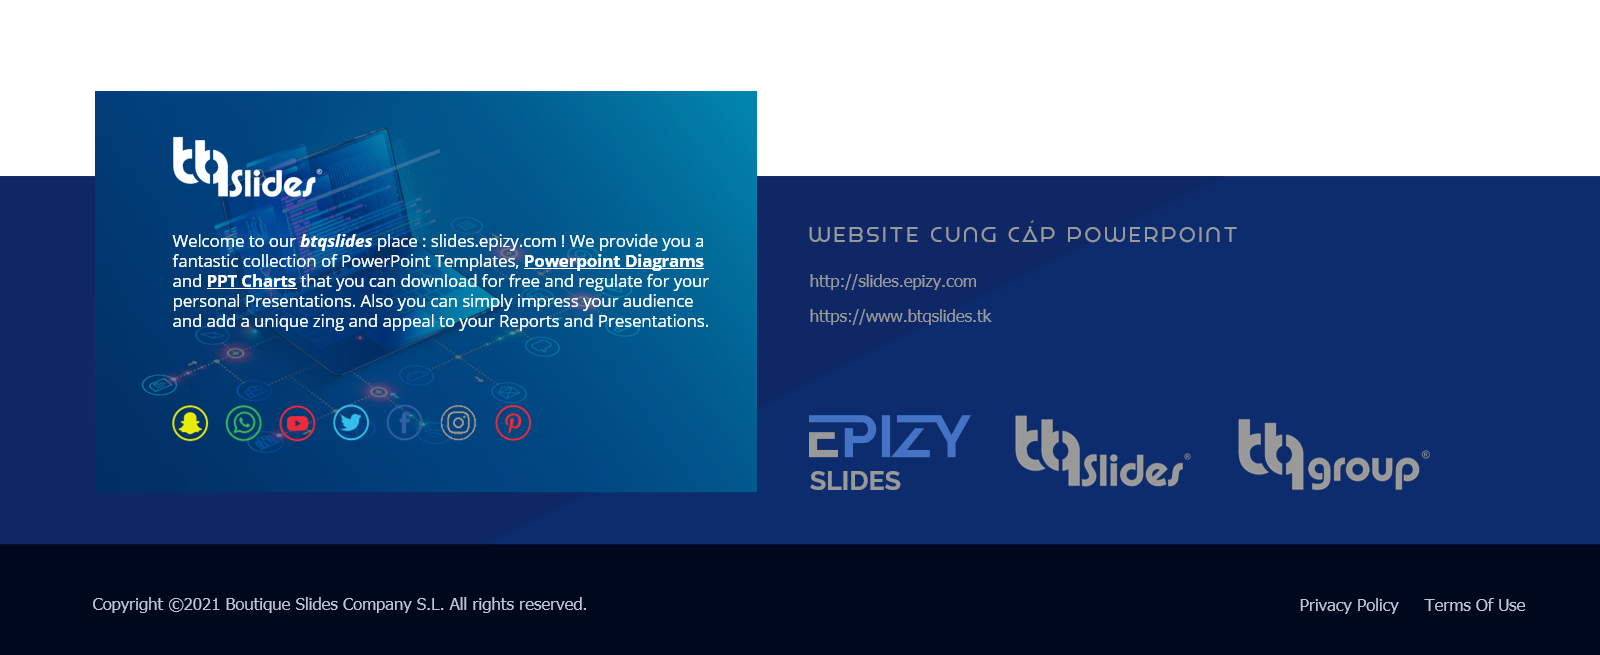 btqSlides®
Welcome to our btqslides place : slides.epizy.com ! We provide you a
fantastic collection of PowerPoint Templates, Powerpoint Diagrams
and PPT Charts that you can download for free and regulate for your
personal Presentations. Also you can simply impress your audience
and add a unique zing and appeal to your Reports and Presentations.
WEBSITE CUNG CẤP POWERPOINT
http://slides.epizy.com
https://www.btqslides.tk
EPIZY
SLIDES
btqSlides®
btqgroup®
Copyright ©2021 Boutique Slides Company S.L. All rights reserved.
Privacy Policy
Terms Of Use